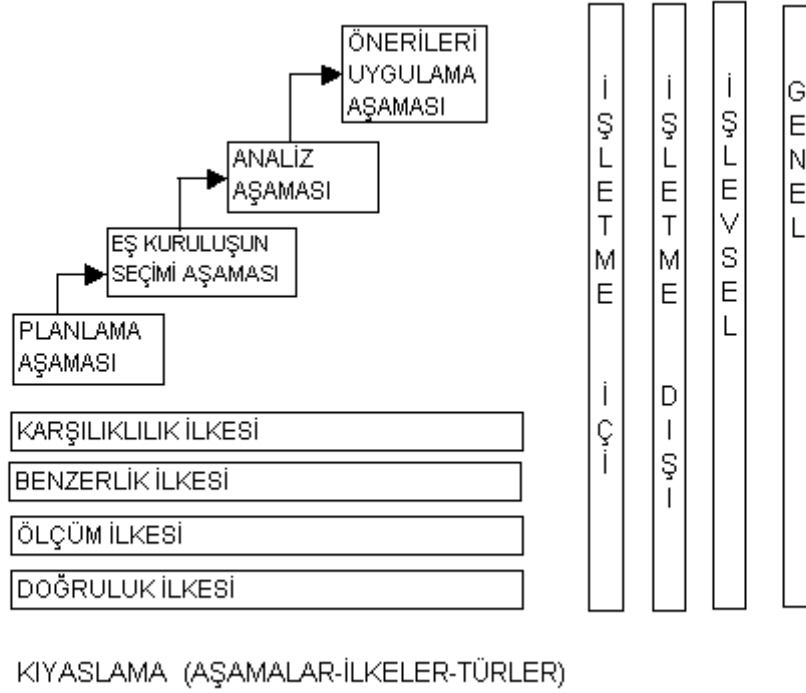 ÖNERİLERİ
UYGULAMA
AŞAMASI
ANALİZ
AŞAMASI
EŞ KURULUŞUN
SEÇİMİ AŞAMASI
PLANLAMA
AŞAMASI
KARŞILIKLILIK İLKESİ
BENZERLİK İLKESİ
ÖLÇÜM İLKESİ
DOĞRULUK İLKESİ
İŞLETME İÇİ
İŞLETME DIŞI
İŞLEVSEL
GENEL
KIYASLAMA (AŞAMALAR-İLKELER-TÜRLER)